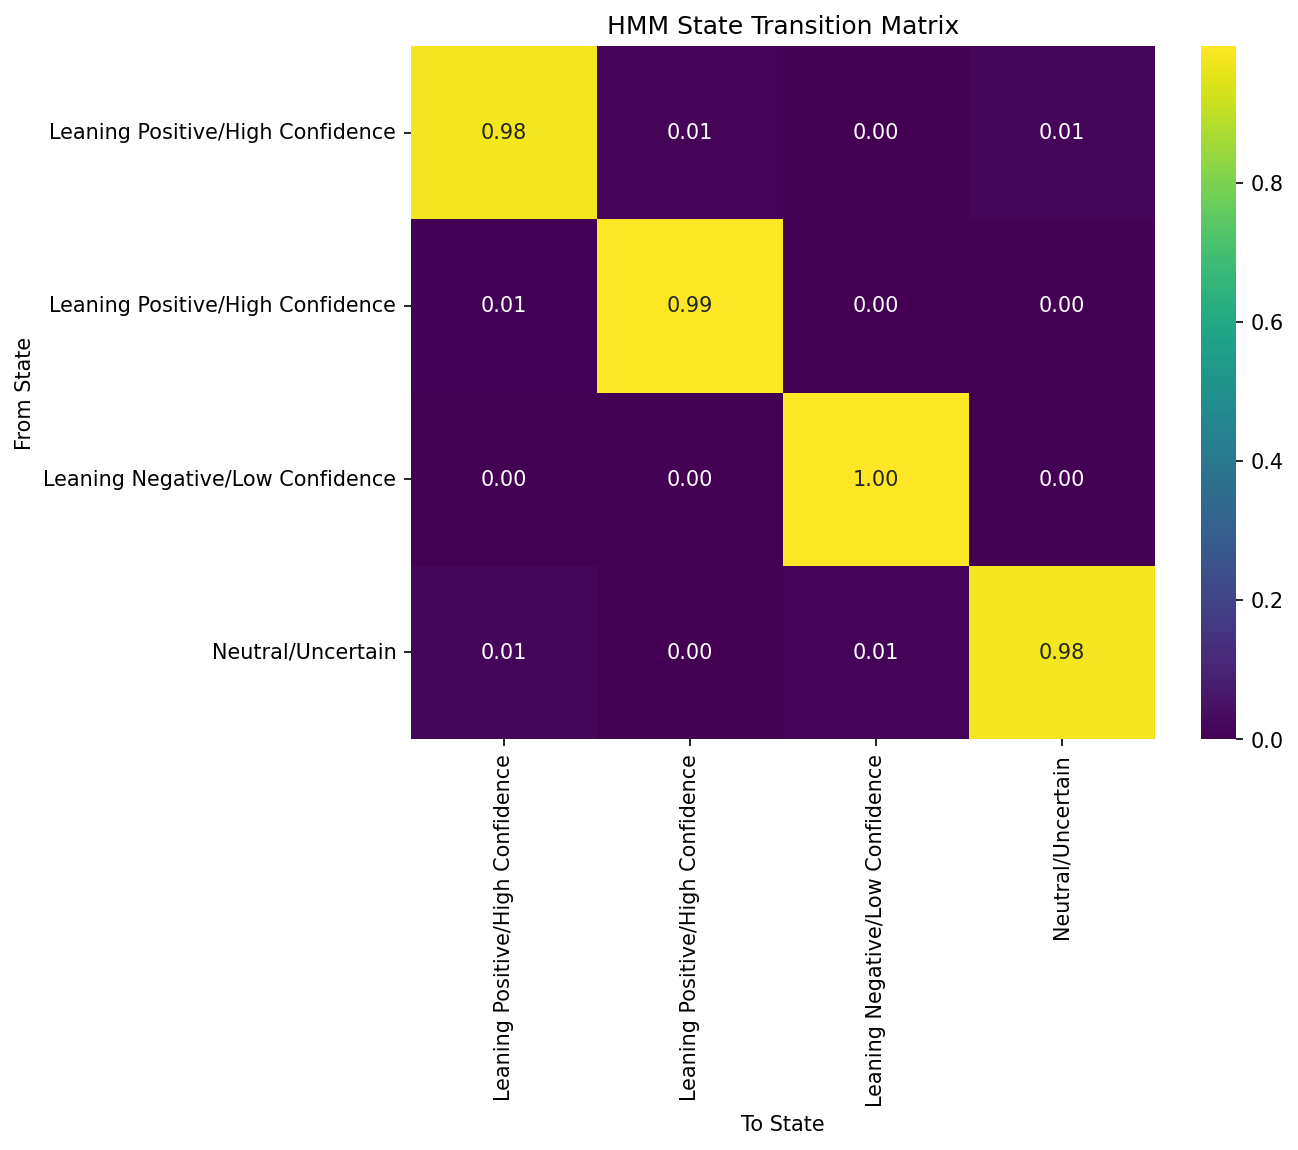 HMM State Transition Matrix
Leaning Positive/High Confidence
0.98 0.01 0.00 0.01
Leaning Positive/High Confidence
0.01 0.99 0.00 0.00
Leaning Negative/Low Confidence
0.00 0.00 1.00 0.00
Neutral/Uncertain
0.01 0.00 0.01 0.98
From State
Leaning Positive/High Confidence
Leaning Positive/High Confidence
Leaning Negative/Low Confidence
Neutral/Uncertain
To State
0.8
0.6
0.4
0.2
0.0